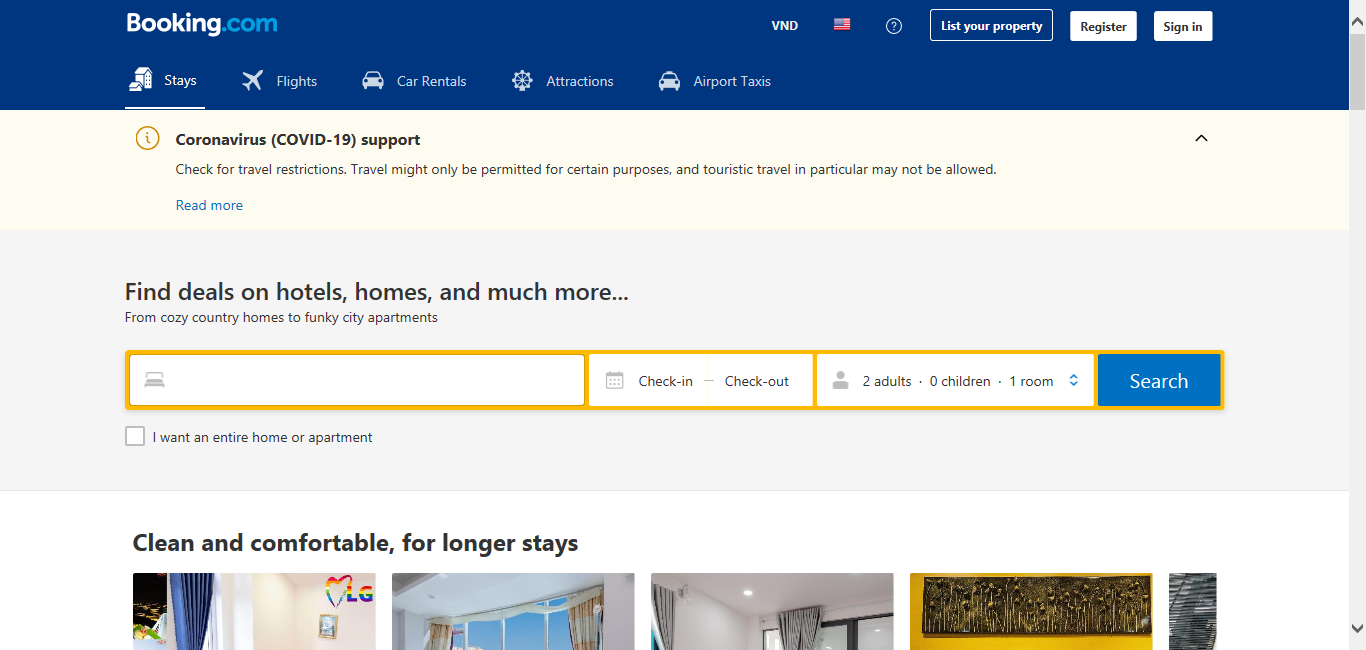 Booking.com
VND
?
List your property
Register
Sign in
Stays
Flights
Car Rentals
Attractions
Airport Taxis
Coronavirus (COVID-19) support
Check for travel restrictions. Travel might only be permitted for certain purposes, and touristic travel in particular may not be allowed.
Read more
Find deals on hotels, homes, and much more...
From cozy country homes to funky city apartments
Check-in — Check-out
2 adults · 0 children · 1 room
Search
I want an entire home or apartment
Clean and comfortable, for longer stays
LG